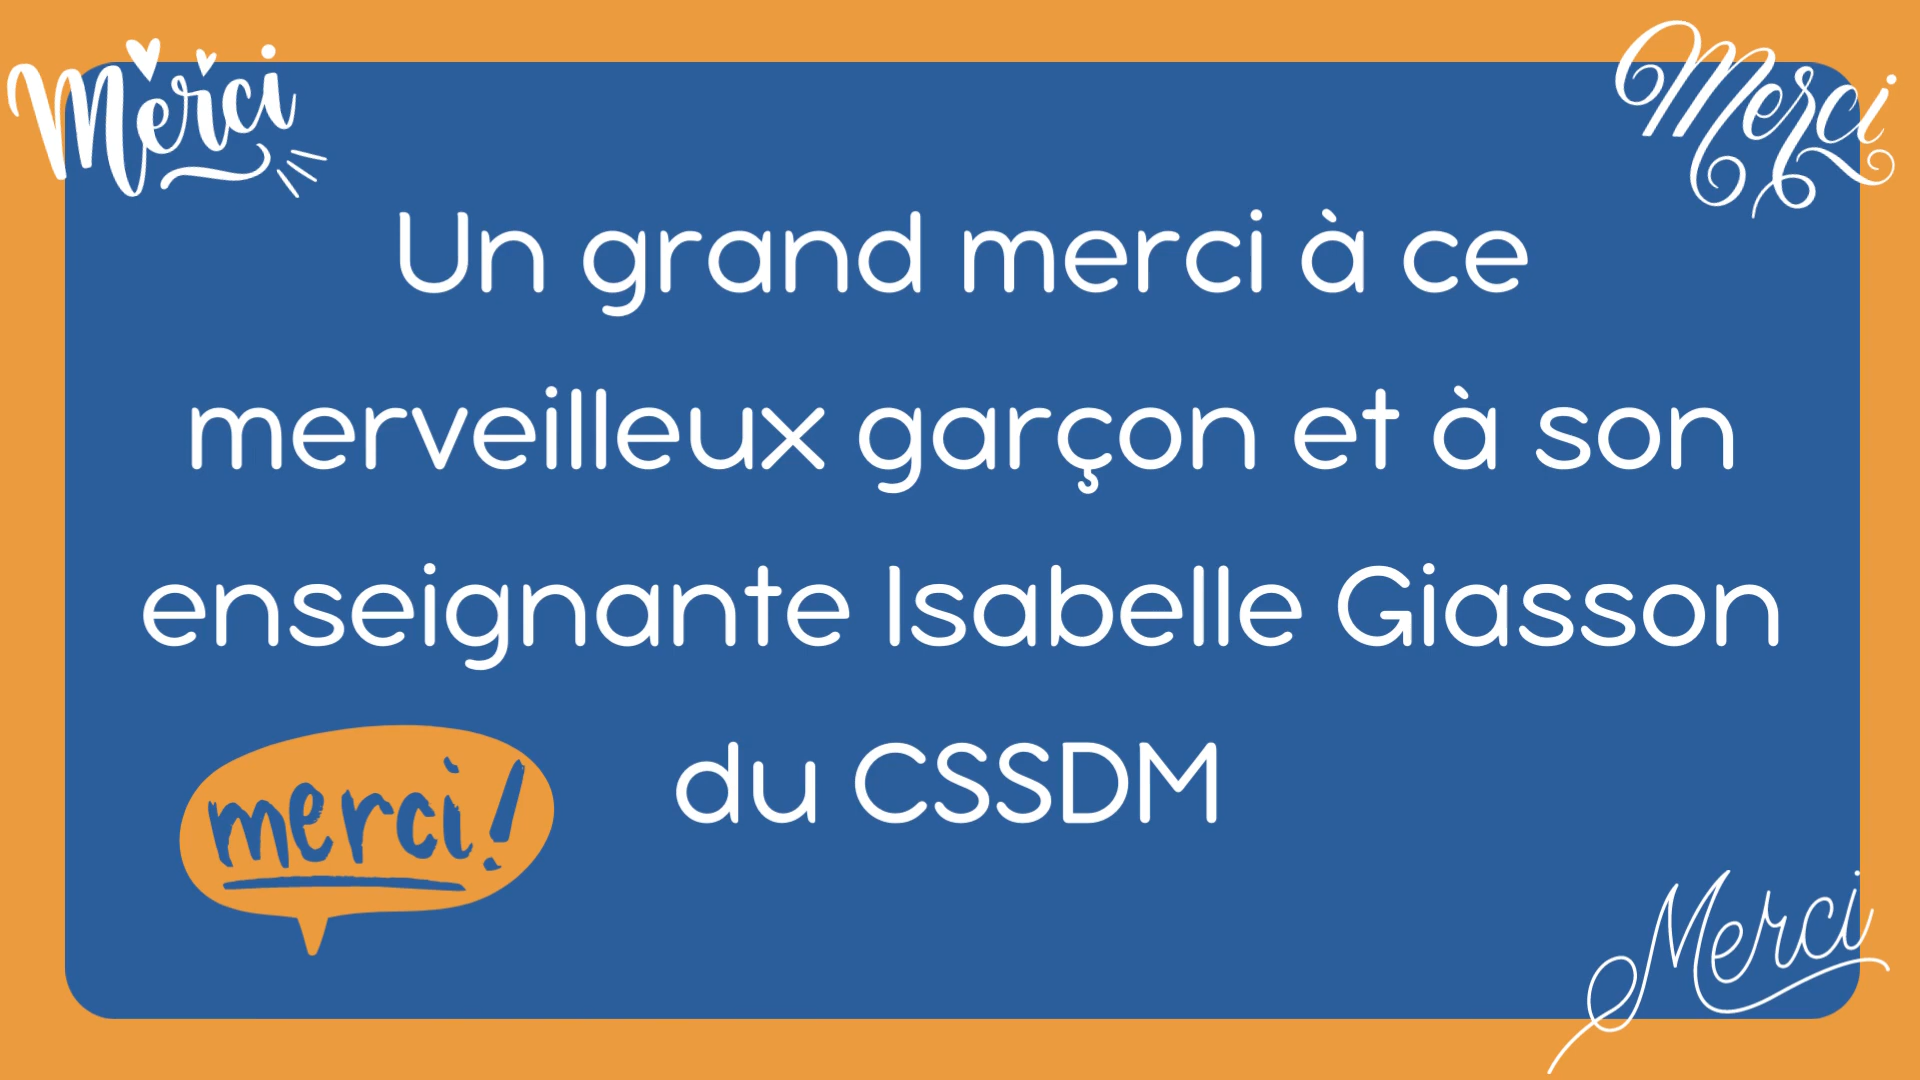 Merci
Merci
Un grand merci à ce
merveilleux garçon et à son
enseignante Isabelle Giasson
du CSSDM
merci!
Merci